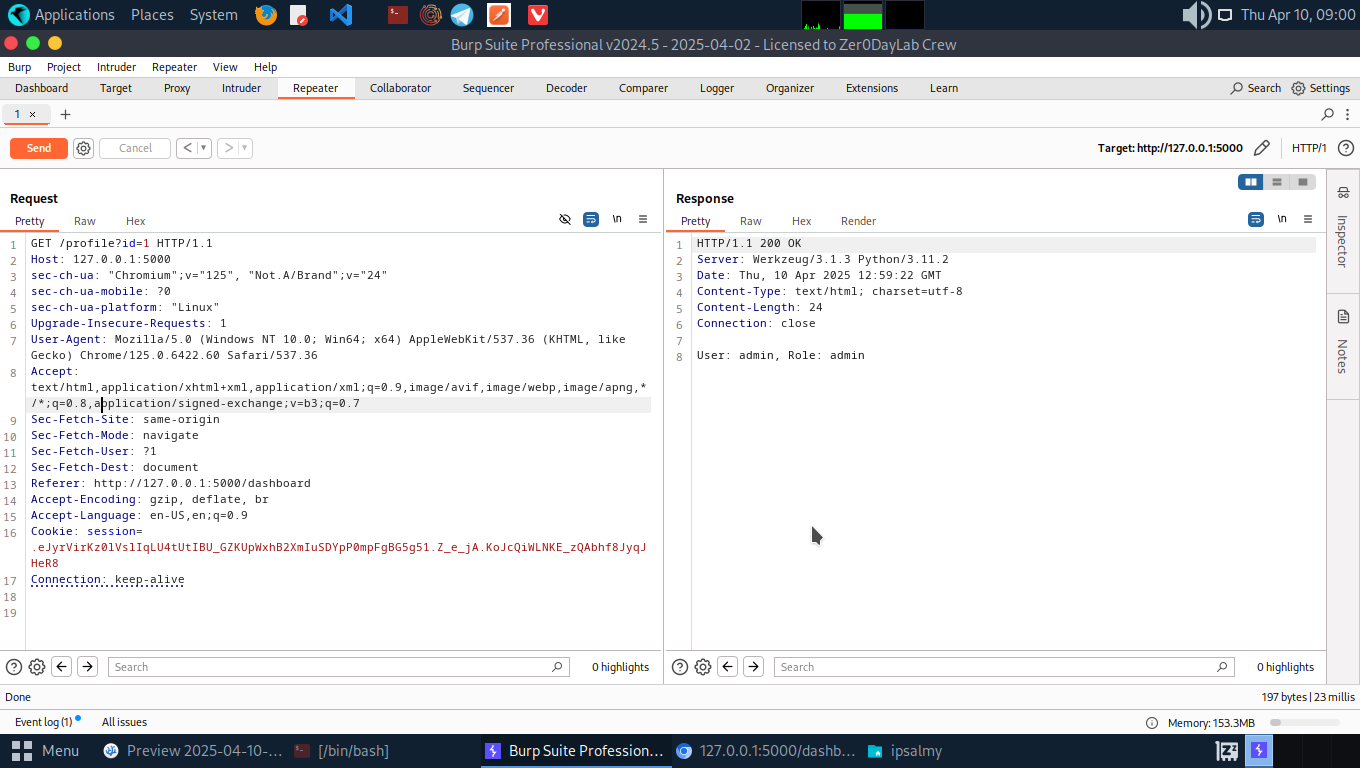 Applications Places System Thu Apr 10, 09:00
Burp Suite Professional v2024.5 - 2025-04-02 - Licensed to Zer0DayLab Crew
Burp Project Intruder Repeater View Help
Dashboard Target Proxy Intruder Repeater Collaborator Sequencer Decoder Comparer Logger Organizer Extensions Learn Search Settings
1 × +
Send Cancel < > Target: http://127.0.0.1:5000 HTTP/1
Request
Pretty Raw Hex \n
1 GET /profile?id=1 HTTP/1.1
2 Host: 127.0.0.1:5000
3 sec-ch-ua: "Chromium";v="125", "Not.A/Brand";v="24"
4 sec-ch-ua-mobile: ?0
5 sec-ch-ua-platform: "Linux"
6 Upgrade-Insecure-Requests: 1
7 User-Agent: Mozilla/5.0 (Windows NT 10.0; Win64; x64) AppleWebKit/537.36 (KHTML, like
Gecko) Chrome/125.0.6422.60 Safari/537.36
8 Accept:
text/html,application/xhtml+xml,application/xml;q=0.9,image/avif,image/webp,image/apng,*
/*;q=0.8,application/signed-exchange;v=b3;q=0.7
9 Sec-Fetch-Site: same-origin
10 Sec-Fetch-Mode: navigate
11 Sec-Fetch-User: ?1
12 Sec-Fetch-Dest: document
13 Referer: http://127.0.0.1:5000/dashboard
14 Accept-Encoding: gzip, deflate, br
15 Accept-Language: en-US,en;q=0.9
16 Cookie: session=
.eJyrVirKz0lVslIqLU4tUtIBU_GZKUpWxhB2XmIuSDYpP0mpFgBG5g51.Z_e_jA.KoJcQiWLNKE_zQAbhf8JyqJ
HeR8
17 Connection: keep-alive
18
19
Response
Pretty Raw Hex Render \n
1 HTTP/1.1 200 OK
2 Server: Werkzeug/3.1.3 Python/3.11.2
3 Date: Thu, 10 Apr 2025 12:59:22 GMT
4 Content-Type: text/html; charset=utf-8
5 Content-Length: 24
6 Connection: close
7
8 User: admin, Role: admin
Inspector
Notes
Search 0 highlights
Search 0 highlights
Done 197 bytes | 23 millis
Event log (1) All issues Memory: 153.3MB
Menu Preview 2025-04-10-... [/bin/bash] Burp Suite Profession... 127.0.0.1:5000/dashb... ipsalmy